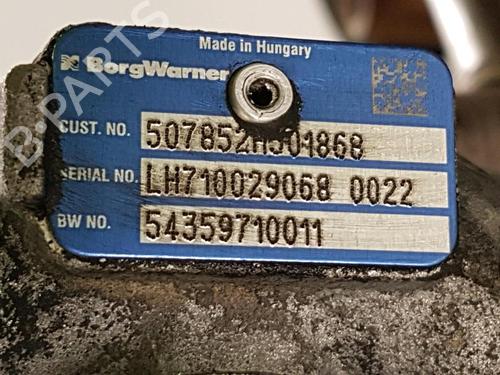 Made in Hungary
BorgWarner
CUST. NO. 507852HJ01868
SERIAL NO. LH710029068 0022
BW NO. 54359710011
B-PARTS